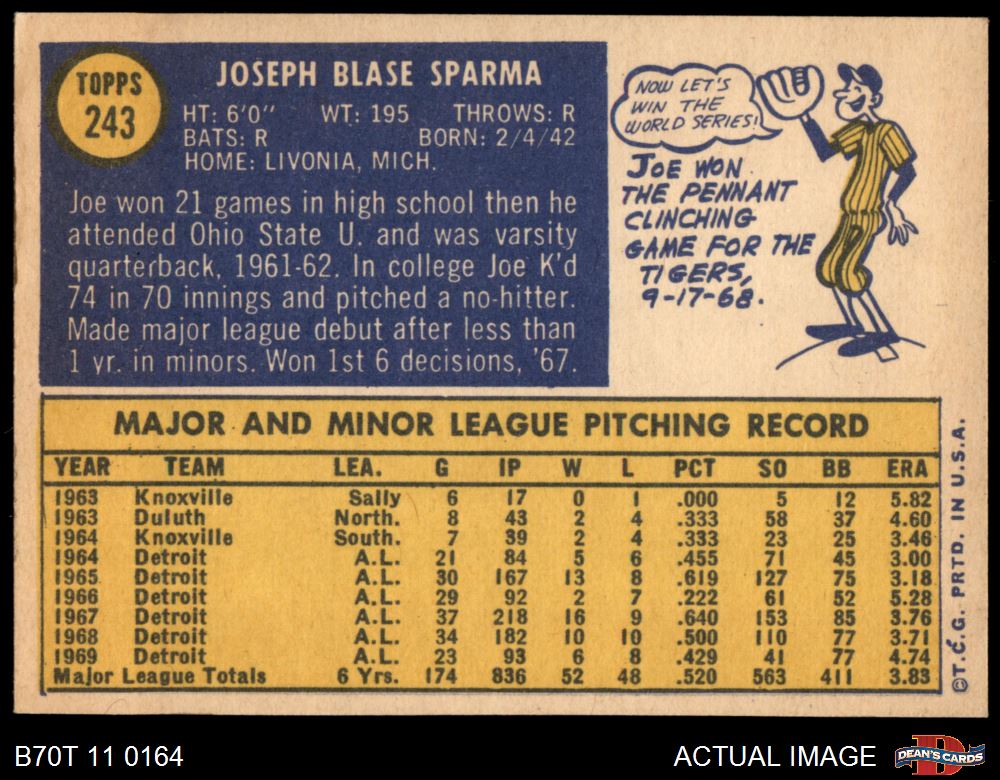 TOPPS
243
JOSEPH BLASE SPARMA
HT: 6'0" WT: 195 THROWS: R
BATS: R BORN: 2/4/42
HOME: LIVONIA, MICH.
Joe won 21 games in high school then he
attended Ohio State U. and was varsity
quarterback, 1961-62. In college Joe K'd
74 in 70 innings and pitched a no-hitter.
Made major league debut after less than
1 yr. in minors. Won 1st 6 decisions, '67.
NOW LET'S
WIN THE
WORLD SERIES!
JOE WON
THE PENNANT
CLINCHING
GAME FOR THE
TIGERS,
9-17-68.
MAJOR AND MINOR LEAGUE PITCHING RECORD
YEAR TEAM LEA. G IP W L PCT SO BB ERA
1963 Knoxville Sally 6 17 0 1 .000 5 12 5.82
1963 Duluth North. 8 43 2 4 .333 58 37 4.60
1964 Knoxville South. 7 39 2 4 .333 23 25 3.46
1964 Detroit A.L. 21 84 5 6 .455 71 45 3.00
1965 Detroit A.L. 30 167 13 8 .619 127 75 3.18
1966 Detroit A.L. 29 92 2 7 .222 61 52 5.28
1967 Detroit A.L. 37 218 16 9 .640 153 85 3.76
1968 Detroit A.L. 34 182 10 10 .500 110 77 3.71
1969 Detroit A.L. 23 93 6 8 .429 41 77 4.74
Major League Totals 6 Yrs. 174 836 52 48 .520 563 411 3.83
©T.C.G. PRTD. IN U.S.A.
B70T 11 0164 ACTUAL IMAGE
DEAN'S CARDS